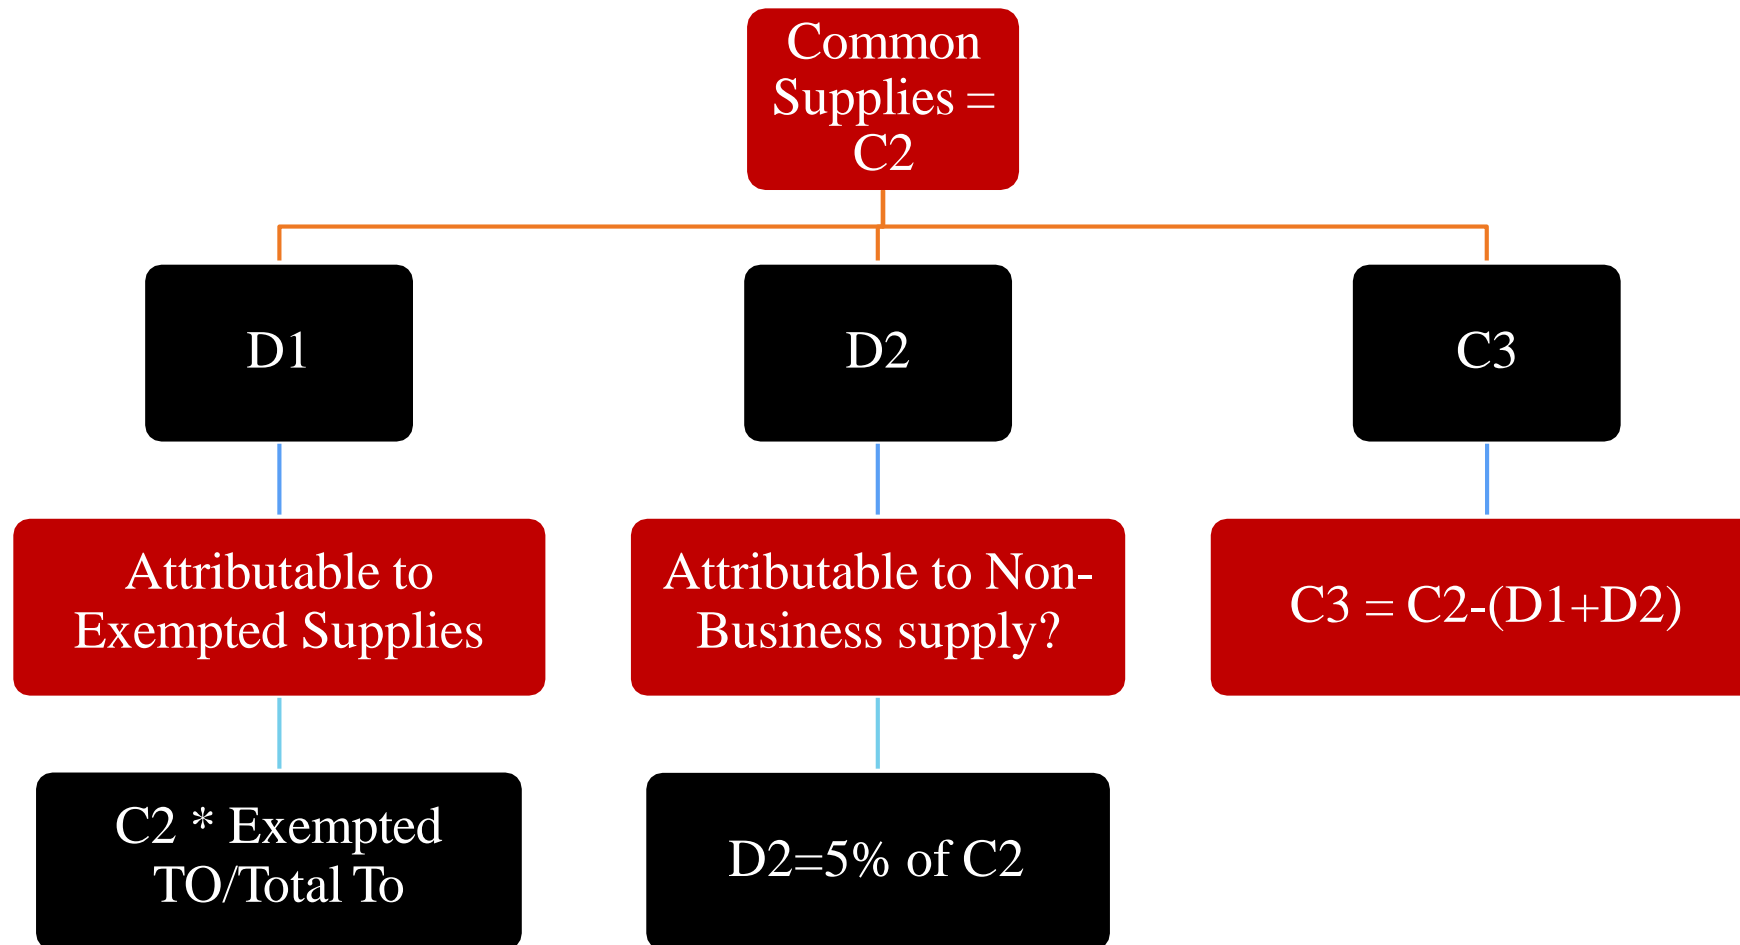 Common
Supplies =
C2
D1
D2
C3
Attributable to
Exempted Supplies
Attributable to Non-
Business supply?
C3 = C2-(D1+D2)
C2 * Exempted
TO/Total To
D2=5% of C2